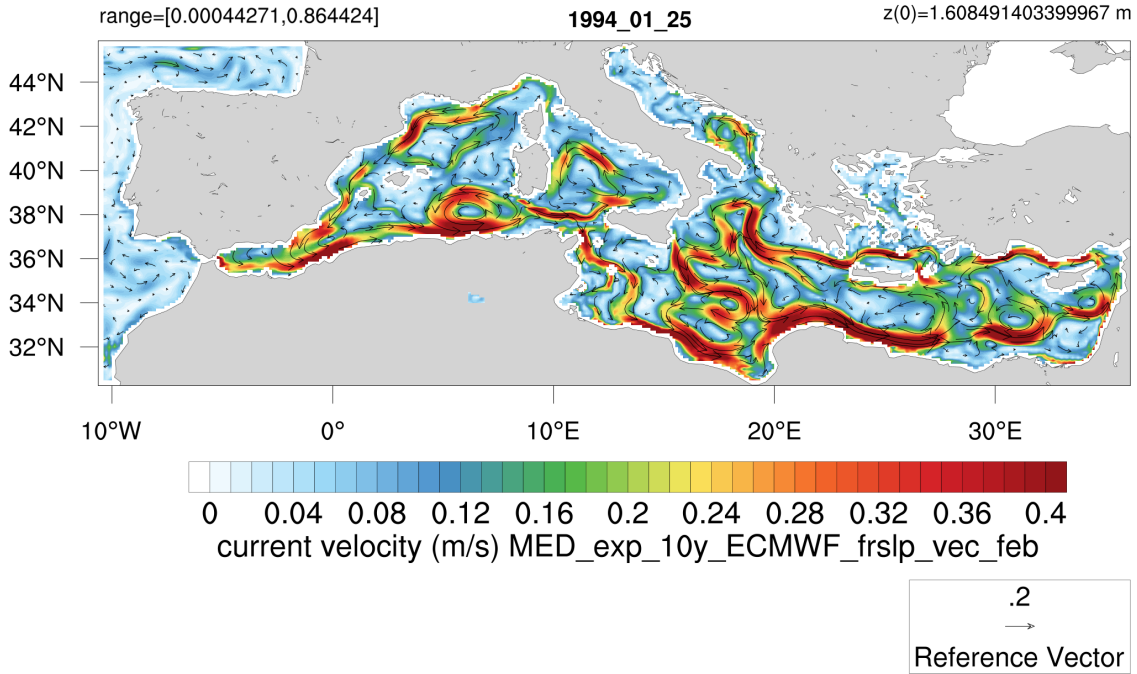 range=[0.00044271,0.864424] 1994_01_25 z(0)=1.608491403399967 m
44°N
42°N
40°N
38°N
36°N
34°N
32°N
10°W 0° 10°E 20°E 30°E
0 0.04 0.08 0.12 0.16 0.2 0.24 0.28 0.32 0.36 0.4
current velocity (m/s) MED_exp_10y_ECMWF_frslp_vec_feb
.2
Reference Vector